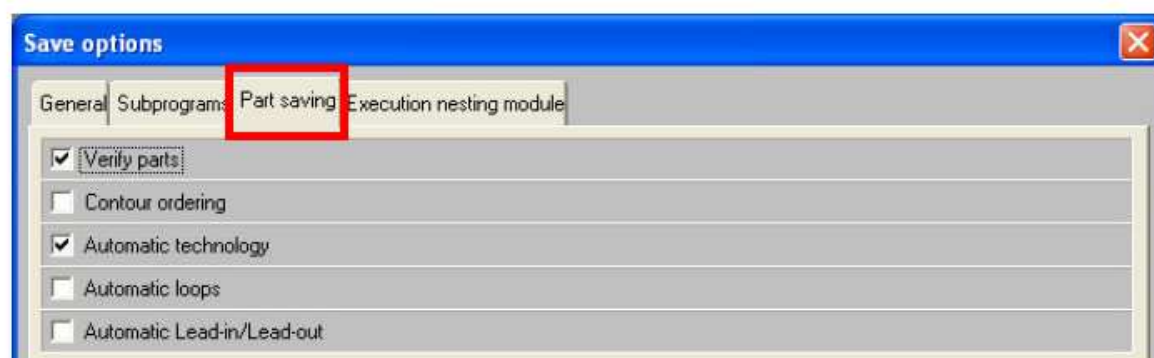 Save options
General Subprograms Part saving Execution nesting module
Verify parts
Contour ordering
Automatic technology
Automatic loops
Automatic Lead-in/Lead-out